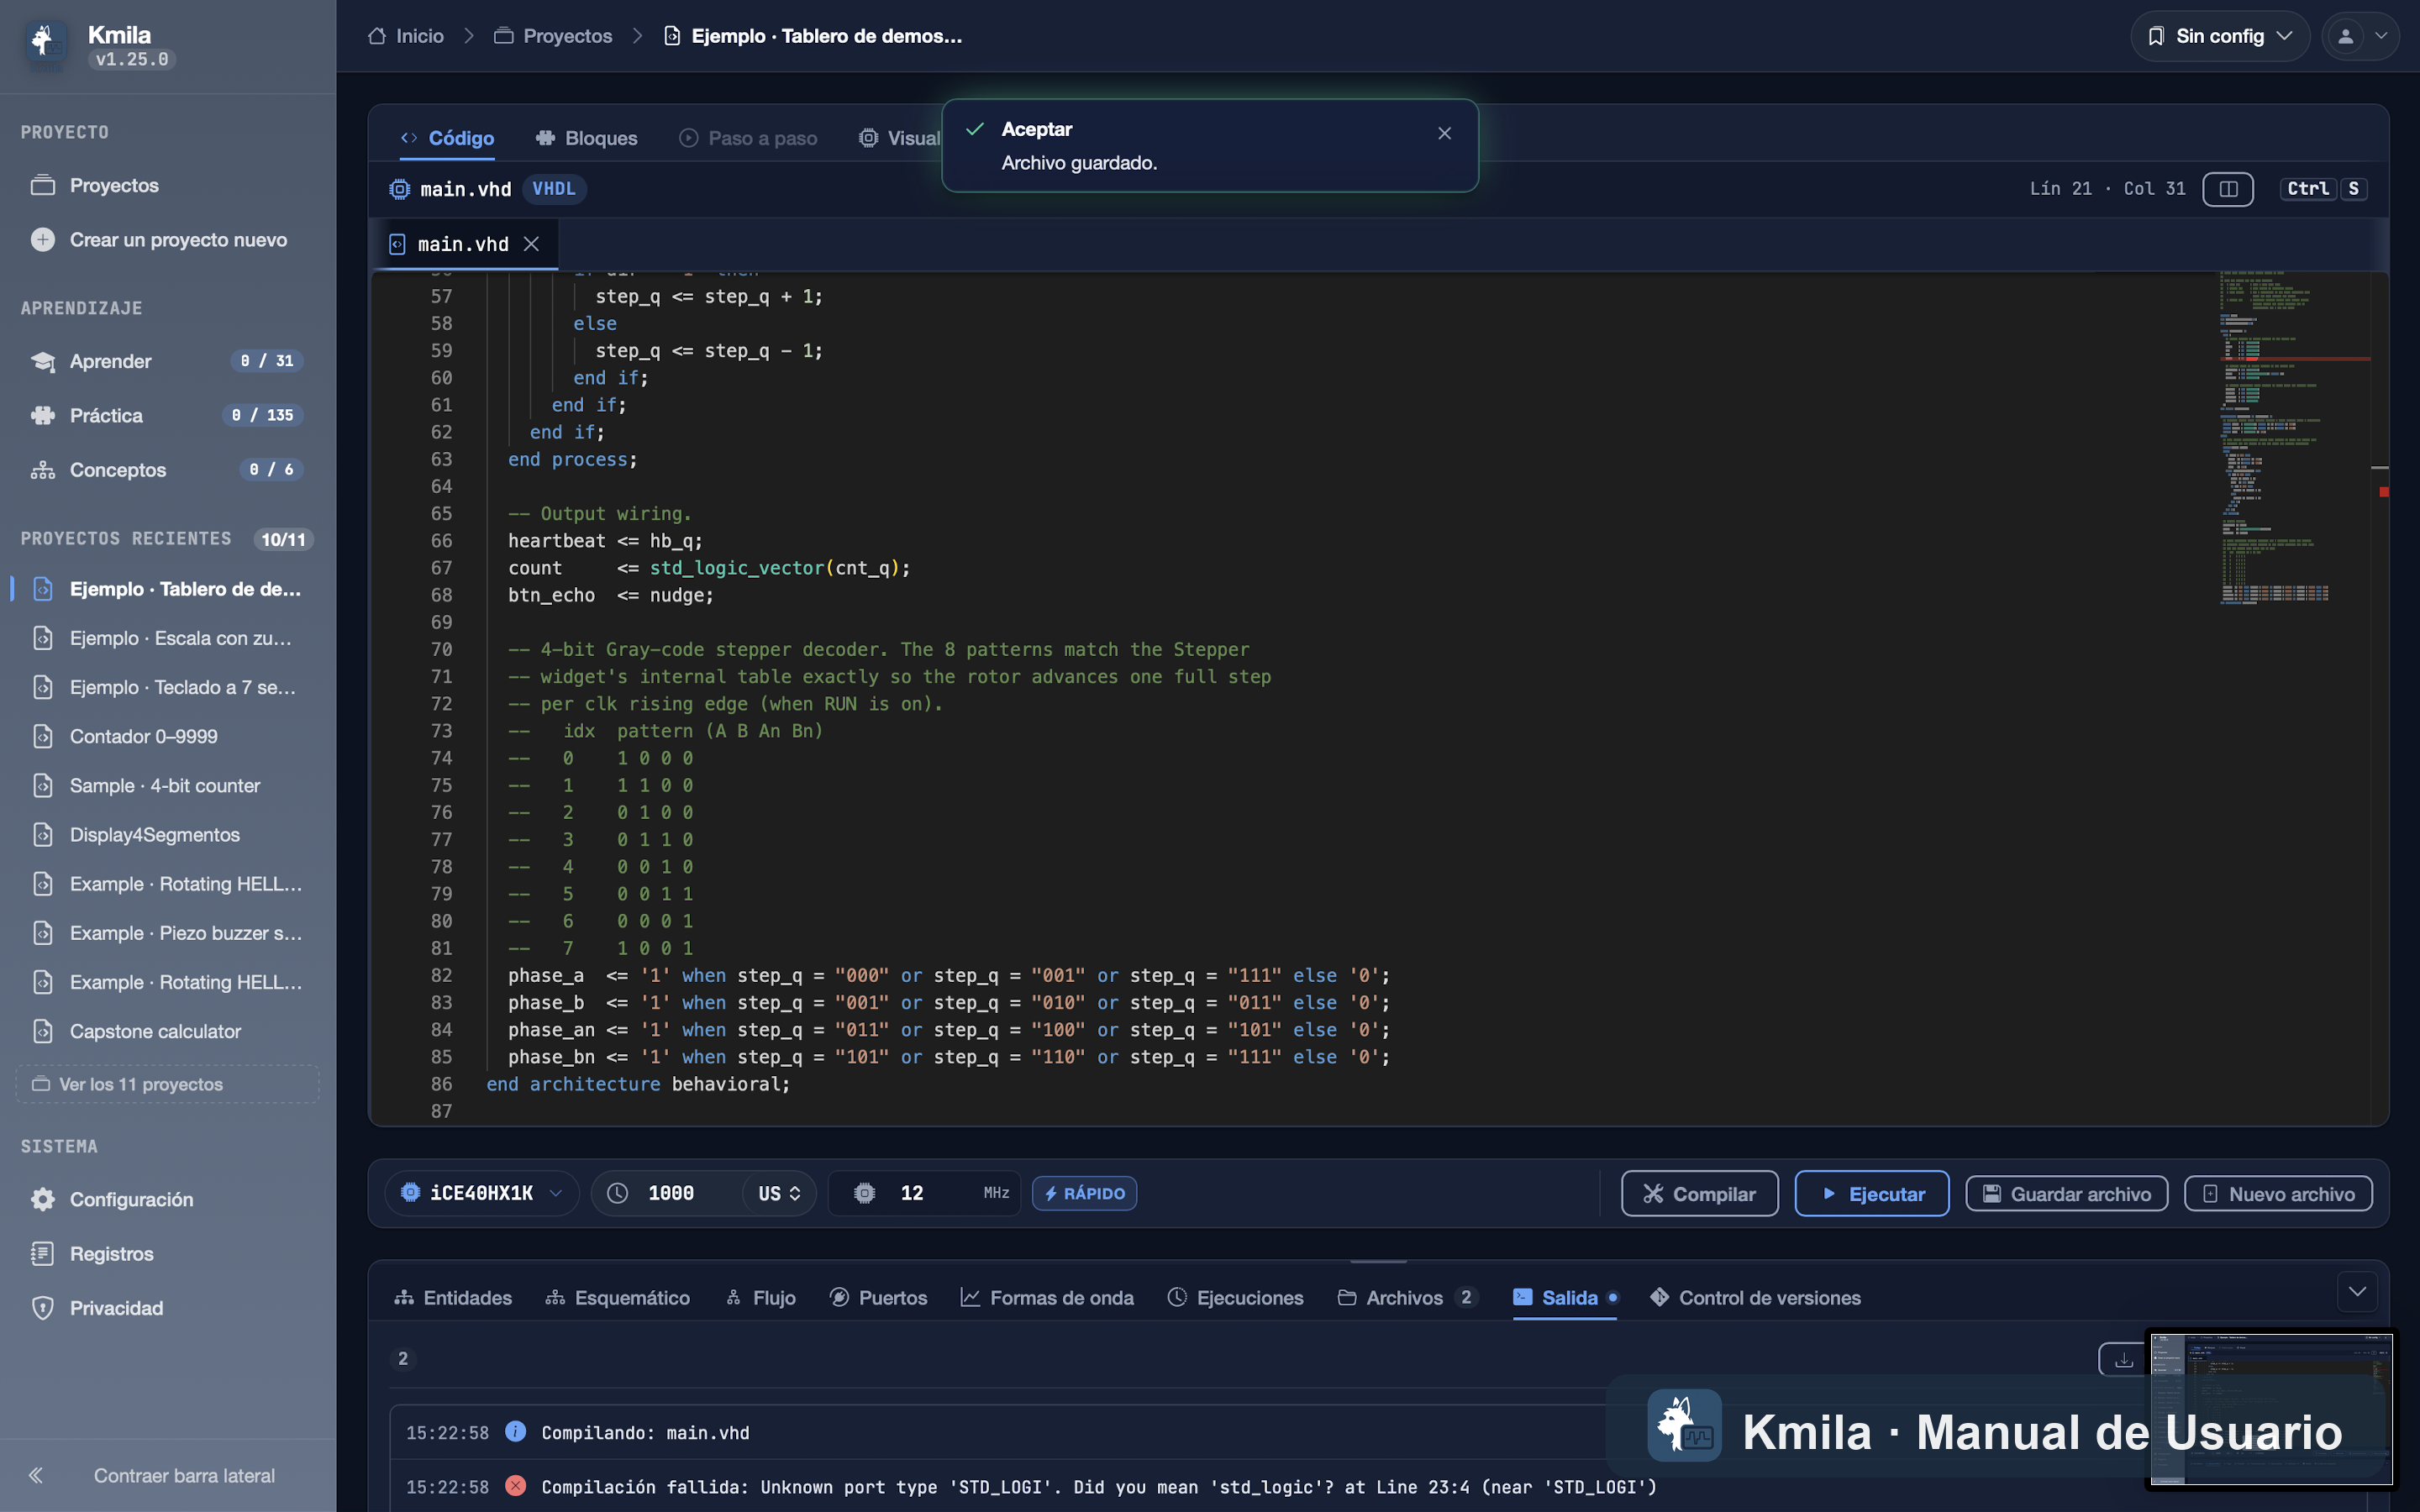 Kmila
v1.25.0
PROYECTO
Proyectos
Crear un proyecto nuevo
APRENDIZAJE
Aprender 0 / 31
Práctica 0 / 135
Conceptos 0 / 6
PROYECTOS RECIENTES 10/11
Ejemplo · Tablero de de...
Ejemplo · Escala con zu...
Ejemplo · Teclado a 7 se...
Contador 0–9999
Sample · 4-bit counter
Display4Segmentos
Example · Rotating HELL...
Example · Piezo buzzer s...
Example · Rotating HELL...
Capstone calculator
Ver los 11 proyectos
SISTEMA
Configuración
Registros
Privacidad
Contraer barra lateral
Inicio > Proyectos > Ejemplo · Tablero de demos...
Sin config
Código Bloques Paso a paso Visual
Aceptar
Archivo guardado.
main.vhd VHDL
Lín 21 · Col 31 Ctrl S
main.vhd
57 step_q <= step_q + 1;
58 else
59 step_q <= step_q - 1;
60 end if;
61 end if;
62 end if;
63 end process;
64
65 -- Output wiring.
66 heartbeat <= hb_q;
67 count <= std_logic_vector(cnt_q);
68 btn_echo <= nudge;
69
70 -- 4-bit Gray-code stepper decoder. The 8 patterns match the Stepper
71 -- widget's internal table exactly so the rotor advances one full step
72 -- per clk rising edge (when RUN is on).
73 -- idx pattern (A B An Bn)
74 -- 0 1 0 0 0
75 -- 1 1 1 0 0
76 -- 2 0 1 0 0
77 -- 3 0 1 1 0
78 -- 4 0 0 1 0
79 -- 5 0 0 1 1
80 -- 6 0 0 0 1
81 -- 7 1 0 0 1
82 phase_a <= '1' when step_q = "000" or step_q = "001" or step_q = "111" else '0';
83 phase_b <= '1' when step_q = "001" or step_q = "010" or step_q = "011" else '0';
84 phase_an <= '1' when step_q = "011" or step_q = "100" or step_q = "101" else '0';
85 phase_bn <= '1' when step_q = "101" or step_q = "110" or step_q = "111" else '0';
86 end architecture behavioral;
87
iCE40HX1K 1000 US 12 MHz RÁPIDO
Compilar Ejecutar Guardar archivo Nuevo archivo
Entidades Esquemático Flujo Puertos Formas de onda Ejecuciones Archivos 2 Salida Control de versiones
2
15:22:58 Compilando: main.vhd
15:22:58 Compilación fallida: Unknown port type 'STD_LOGI'. Did you mean 'std_logic'? at Line 23:4 (near 'STD_LOGI')
Kmila · Manual de Usuario